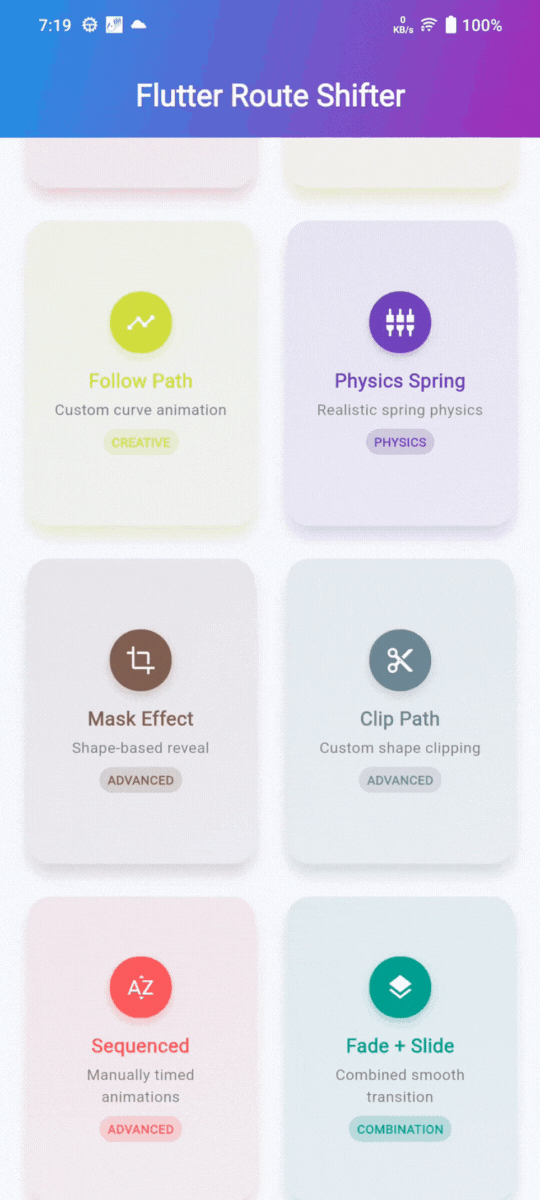 7:19
0
KB/s
100%
Flutter Route Shifter
Follow Path
Custom curve animation
CREATIVE
Physics Spring
Realistic spring physics
PHYSICS
Mask Effect
Shape-based reveal
ADVANCED
Clip Path
Custom shape clipping
ADVANCED
AZ
Sequenced
Manually timed
animations
ADVANCED
Fade + Slide
Combined smooth
transition
COMBINATION